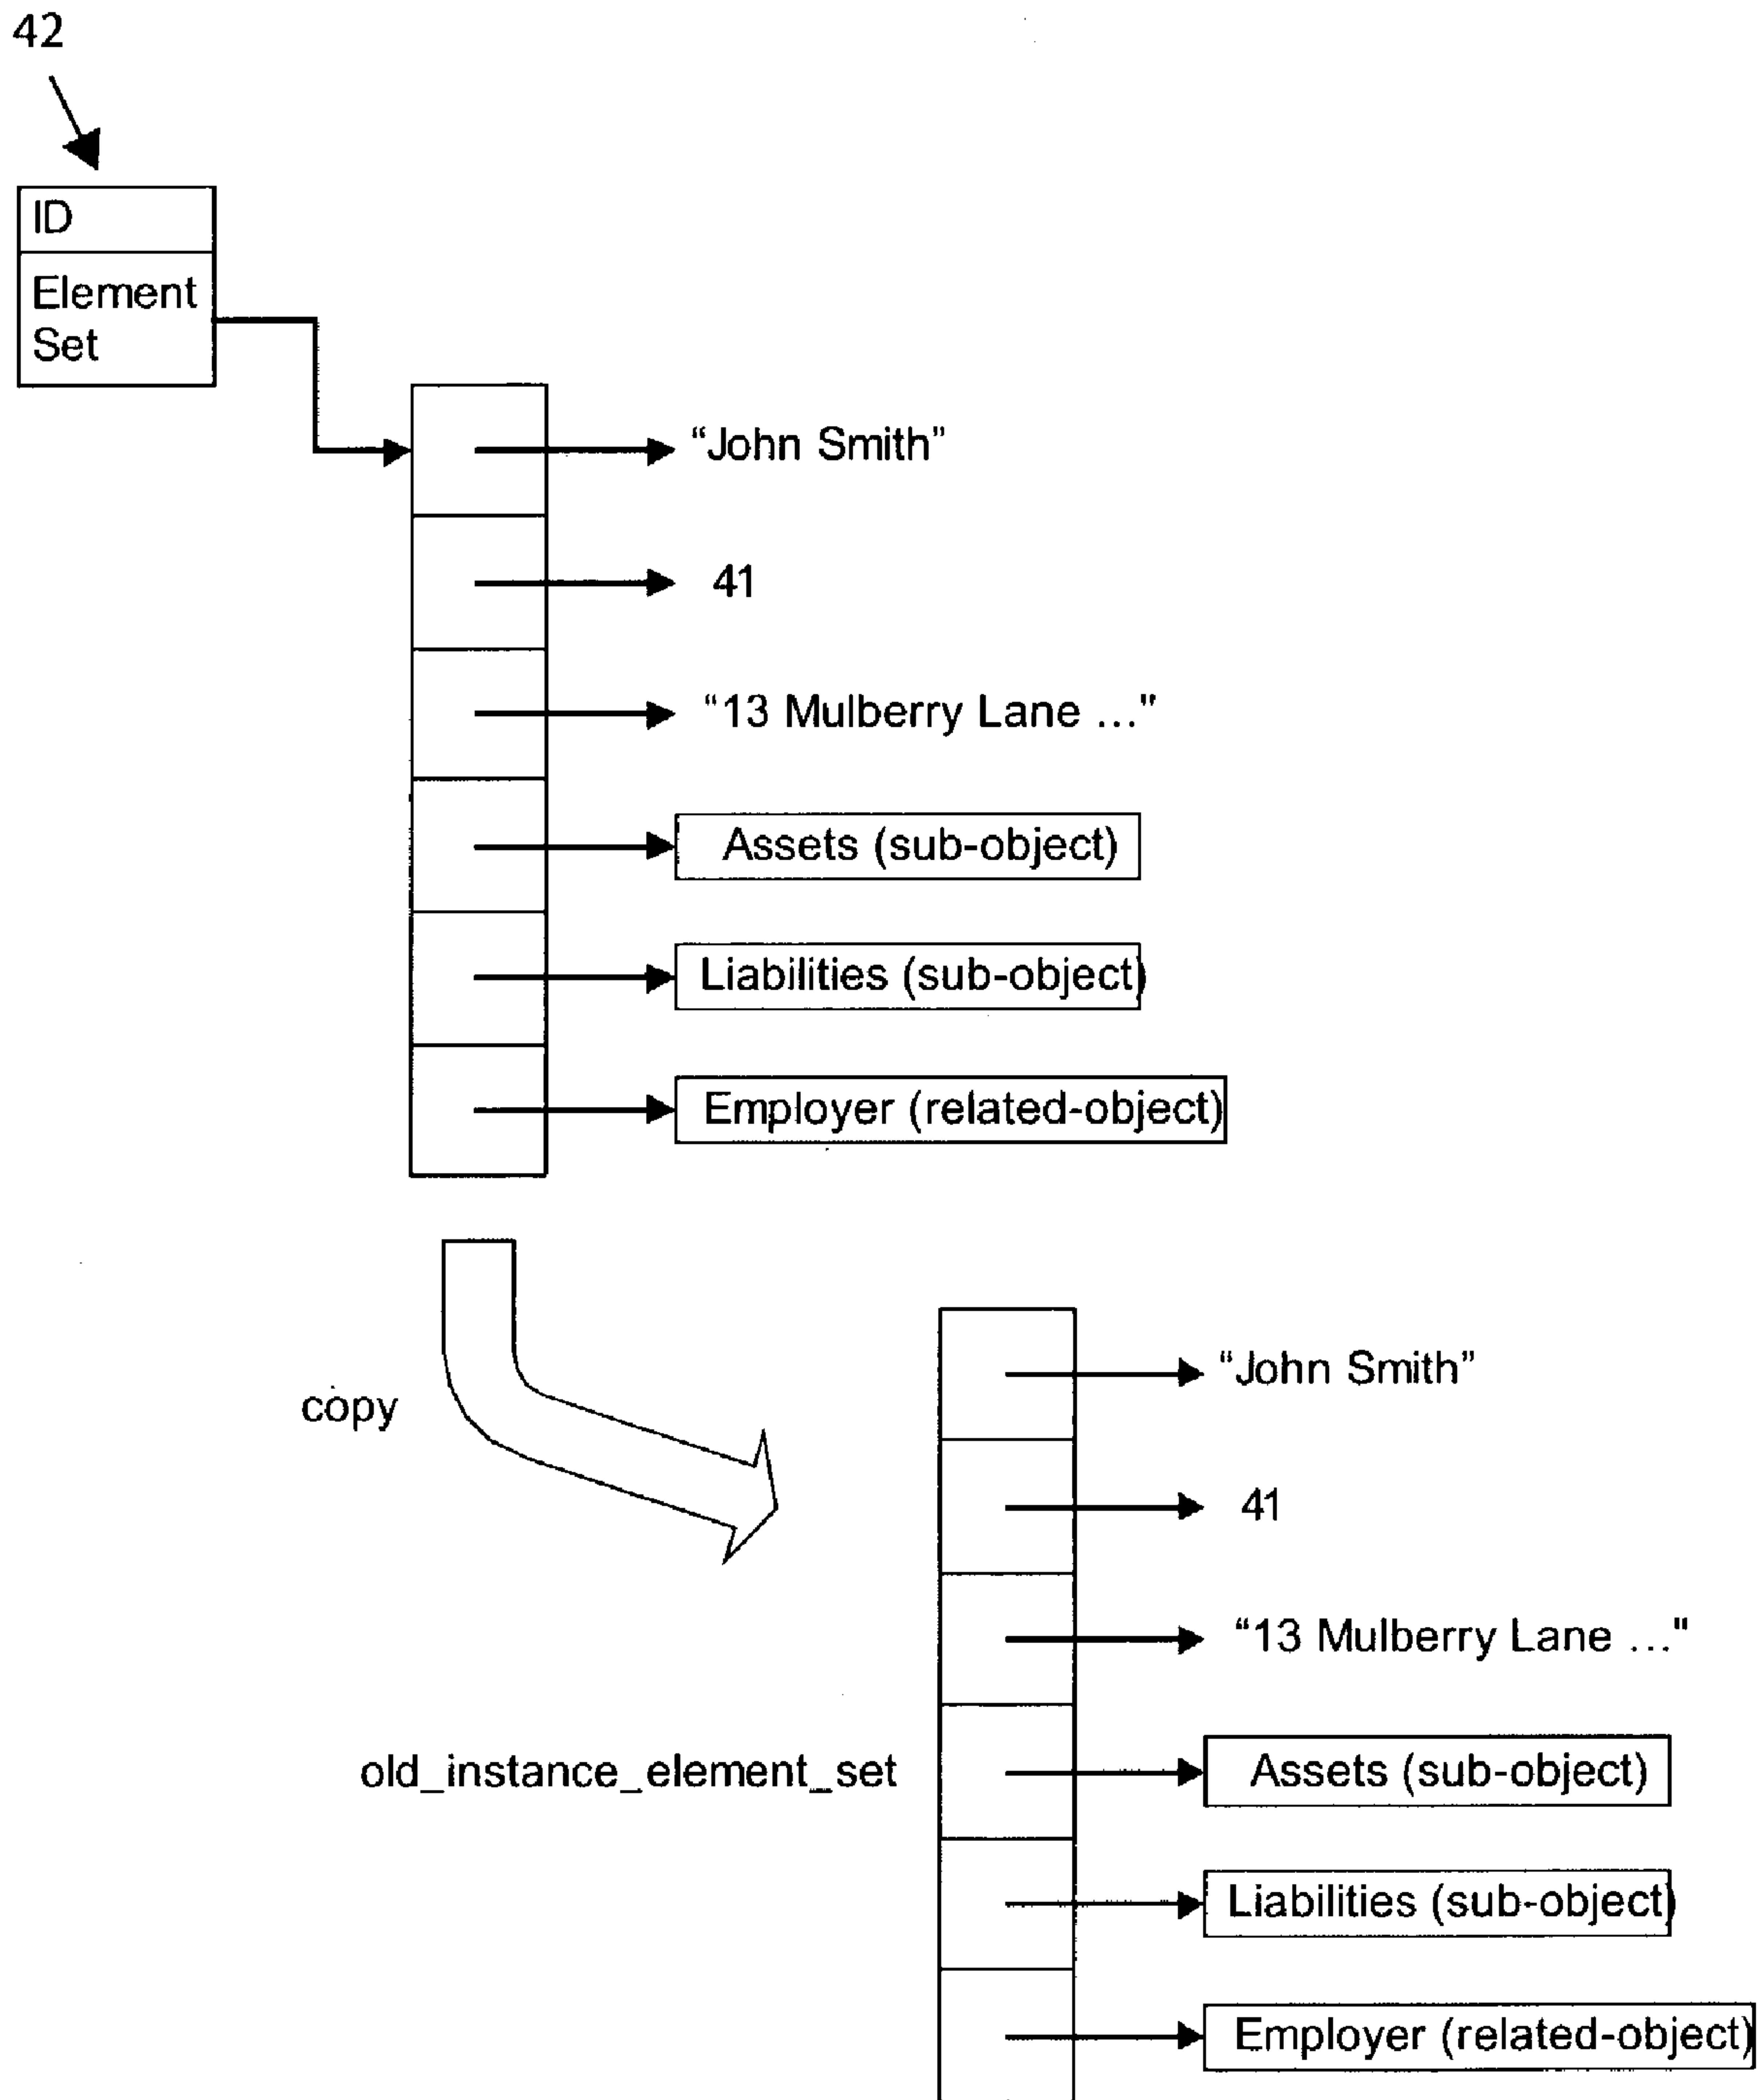 42
ID
Element
Set
“John Smith”
41
“13 Mulberry Lane ..."
Assets (sub-object)
Liabilities (sub-object)
Employer (related-object)
copy
“John Smith”
41
“13 Mulberry Lane ..."
old_instance_element_set
Assets (sub-object)
Liabilities (sub-object)
Employer (related-object)